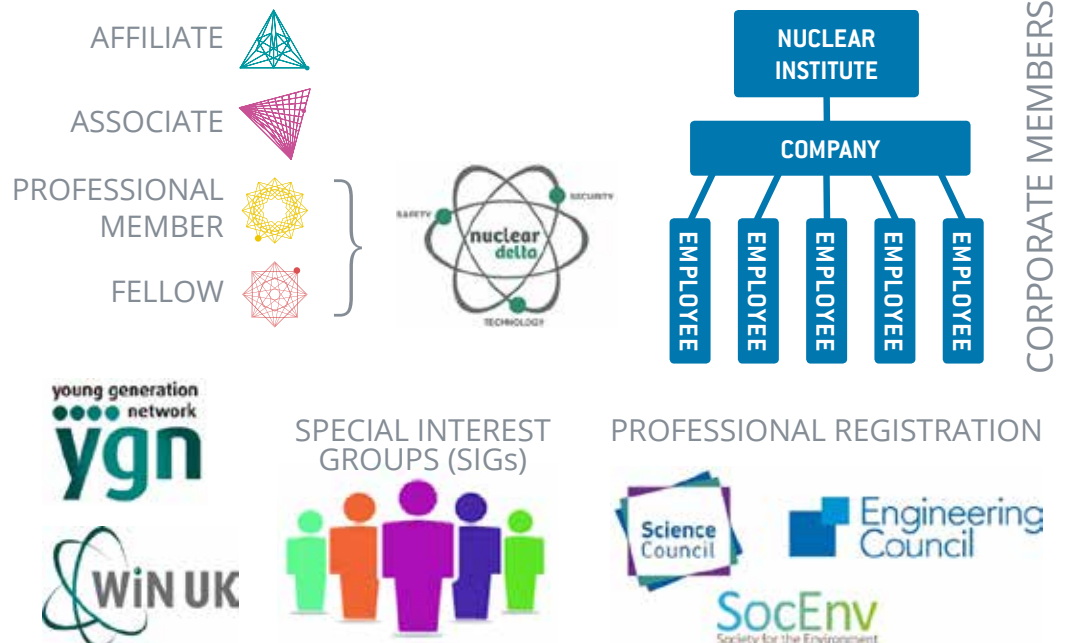 AFFILIATE
ASSOCIATE
PROFESSIONAL
MEMBER
FELLOW
SAFETY
SECURITY
nuclear
delta
TECHNOLOGY
NUCLEAR
INSTITUTE
COMPANY
EMPLOYEE
EMPLOYEE
EMPLOYEE
EMPLOYEE
EMPLOYEE
CORPORATE MEMBERS
young generation
network
ygn
WiN UK
SPECIAL INTEREST
GROUPS (SIGs)
PROFESSIONAL REGISTRATION
Science
Council
Engineering
Council
SocEnv
Society for the Environment